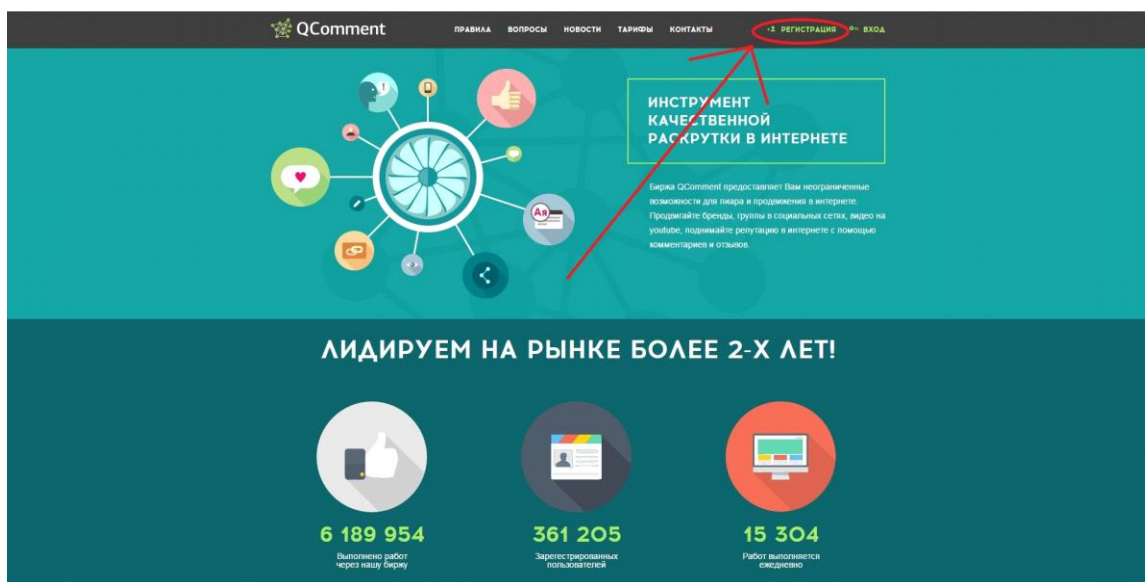 QComment
ПРАВИЛА ВОПРОСЫ НОВОСТИ ТАРИФЫ КОНТАКТЫ РЕГИСТРАЦИЯ ВХОД
ИНСТРУМЕНТ
КАЧЕСТВЕННОЙ
РАСКРУТКИ В ИНТЕРНЕТЕ
Биржа QComment предоставляет Вам неограниченные
возможности для пиара и продвижения в интернете.
Продвигайте бренды, группы в социальных сетях, видео на
youtube, поднимайте репутацию в интернете с помощью
комментариев и отзывов.
Ая
ЛИДИРУЕМ НА РЫНКЕ БОЛЕЕ 2-Х ЛЕТ!
6 189 954
361 205
15 304
Выполнено работ
через нашу биржу
Зарегестрированных
пользователей
Работ выполняется
ежедневно